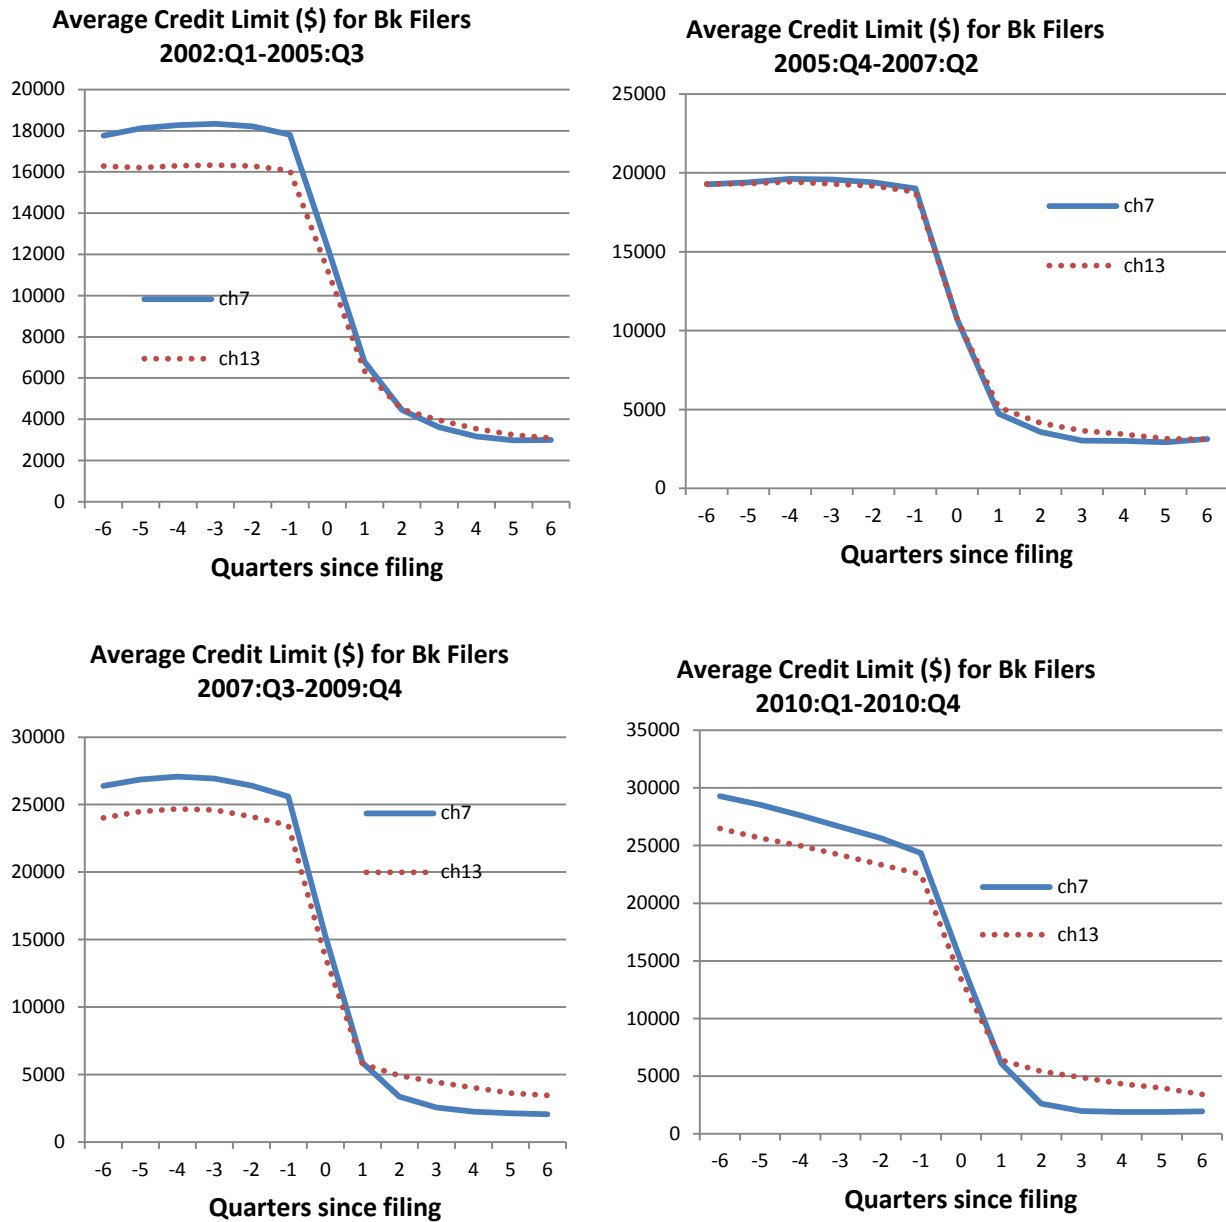 Average Credit Limit ($) for Bk Filers
2002:Q1-2005:Q3
20000
18000
16000
14000
12000
10000
8000
6000
4000
2000
0
ch7
ch13
-6 -5 -4 -3 -2 -1 0 1 2 3 4 5 6
Quarters since filing
Average Credit Limit ($) for Bk Filers
2005:Q4-2007:Q2
25000
20000
15000
10000
5000
0
ch7
ch13
-6 -5 -4 -3 -2 -1 0 1 2 3 4 5 6
Quarters since filing
Average Credit Limit ($) for Bk Filers
2007:Q3-2009:Q4
30000
25000
20000
15000
10000
5000
0
ch7
ch13
-6 -5 -4 -3 -2 -1 0 1 2 3 4 5 6
Quarters since filing
Average Credit Limit ($) for Bk Filers
2010:Q1-2010:Q4
35000
30000
25000
20000
15000
10000
5000
0
ch7
ch13
-6 -5 -4 -3 -2 -1 0 1 2 3 4 5 6
Quarters since filing